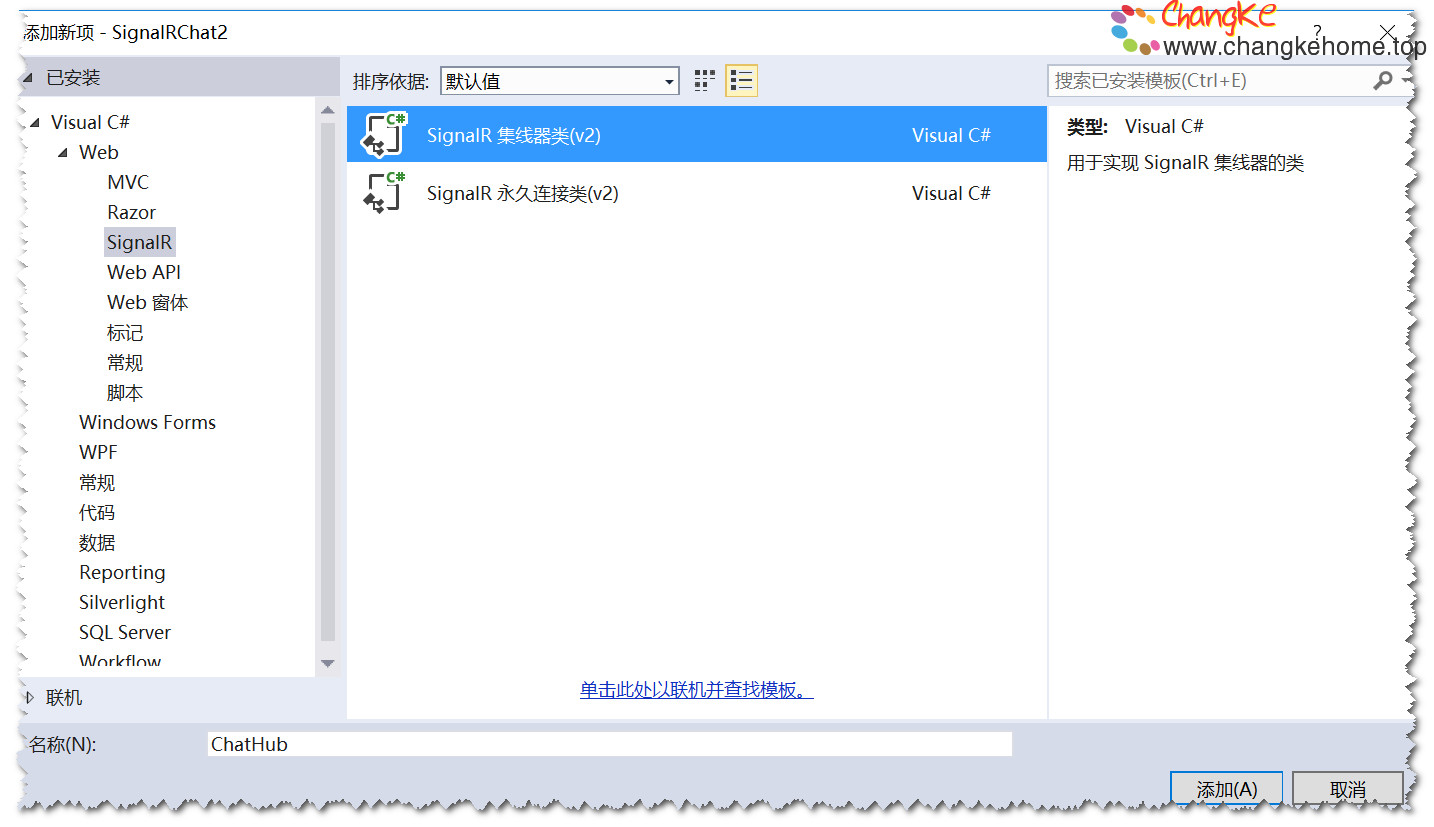 ChangKe
www.changkehome.top
添加新项 - SignalRChat2
?
已安装
排序依据:
默认值
搜索已安装模板(Ctrl+E)
Visual C#
Web
MVC
Razor
SignalR
Web API
Web 窗体
标记
常规
脚本
Windows Forms
WPF
常规
代码
数据
Reporting
Silverlight
SQL Server
Workflow
联机
C#
SignalR 集线器类(v2) Visual C#
C#
SignalR 永久连接类(v2) Visual C#
单击此处以联机并查找模板。
类型: Visual C#
用于实现 SignalR 集线器的类
名称(N): ChatHub
添加(A) 取消